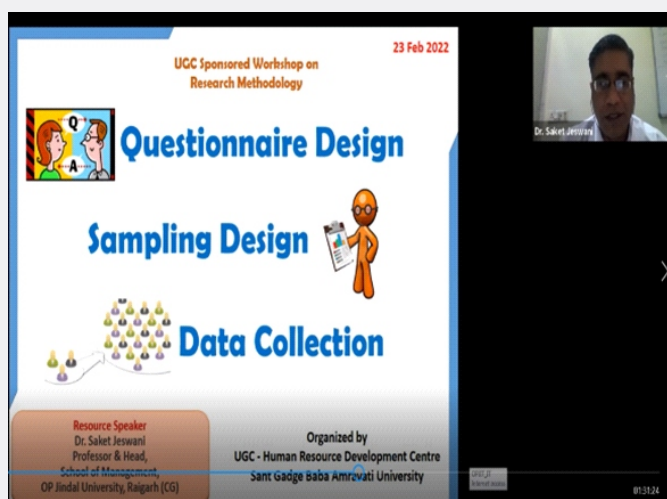 23 Feb 2022
UGC Sponsored Workshop on
Research Methodology
Q
A
Questionnaire Design
Sampling Design
Data Collection
Resource Speaker
Dr. Saket Jeswani
Professor & Head,
School of Management,
OP Jindal University, Raigarh (CG)
Organized by
UGC - Human Resource Development Centre
Sant Gadge Baba Amravati University
Dr. Saket Jeswani
01:31:24